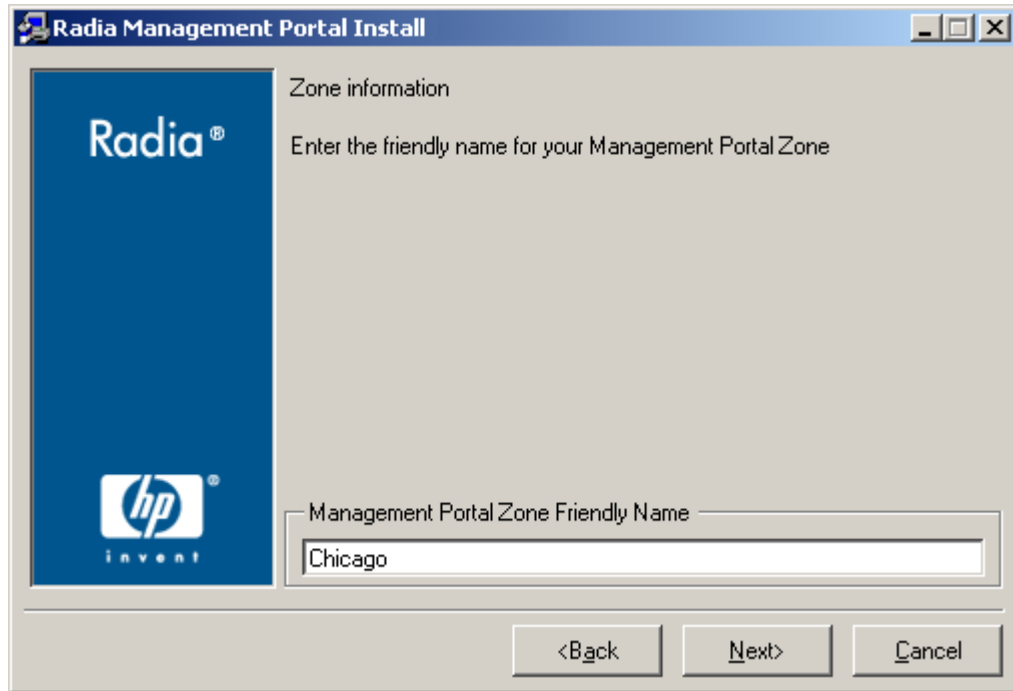 Radia Management Portal Install
Radia®
Zone information
Enter the friendly name for your Management Portal Zone
hp®
invent
Management Portal Zone Friendly Name
Chicago
<Back
Next>
Cancel